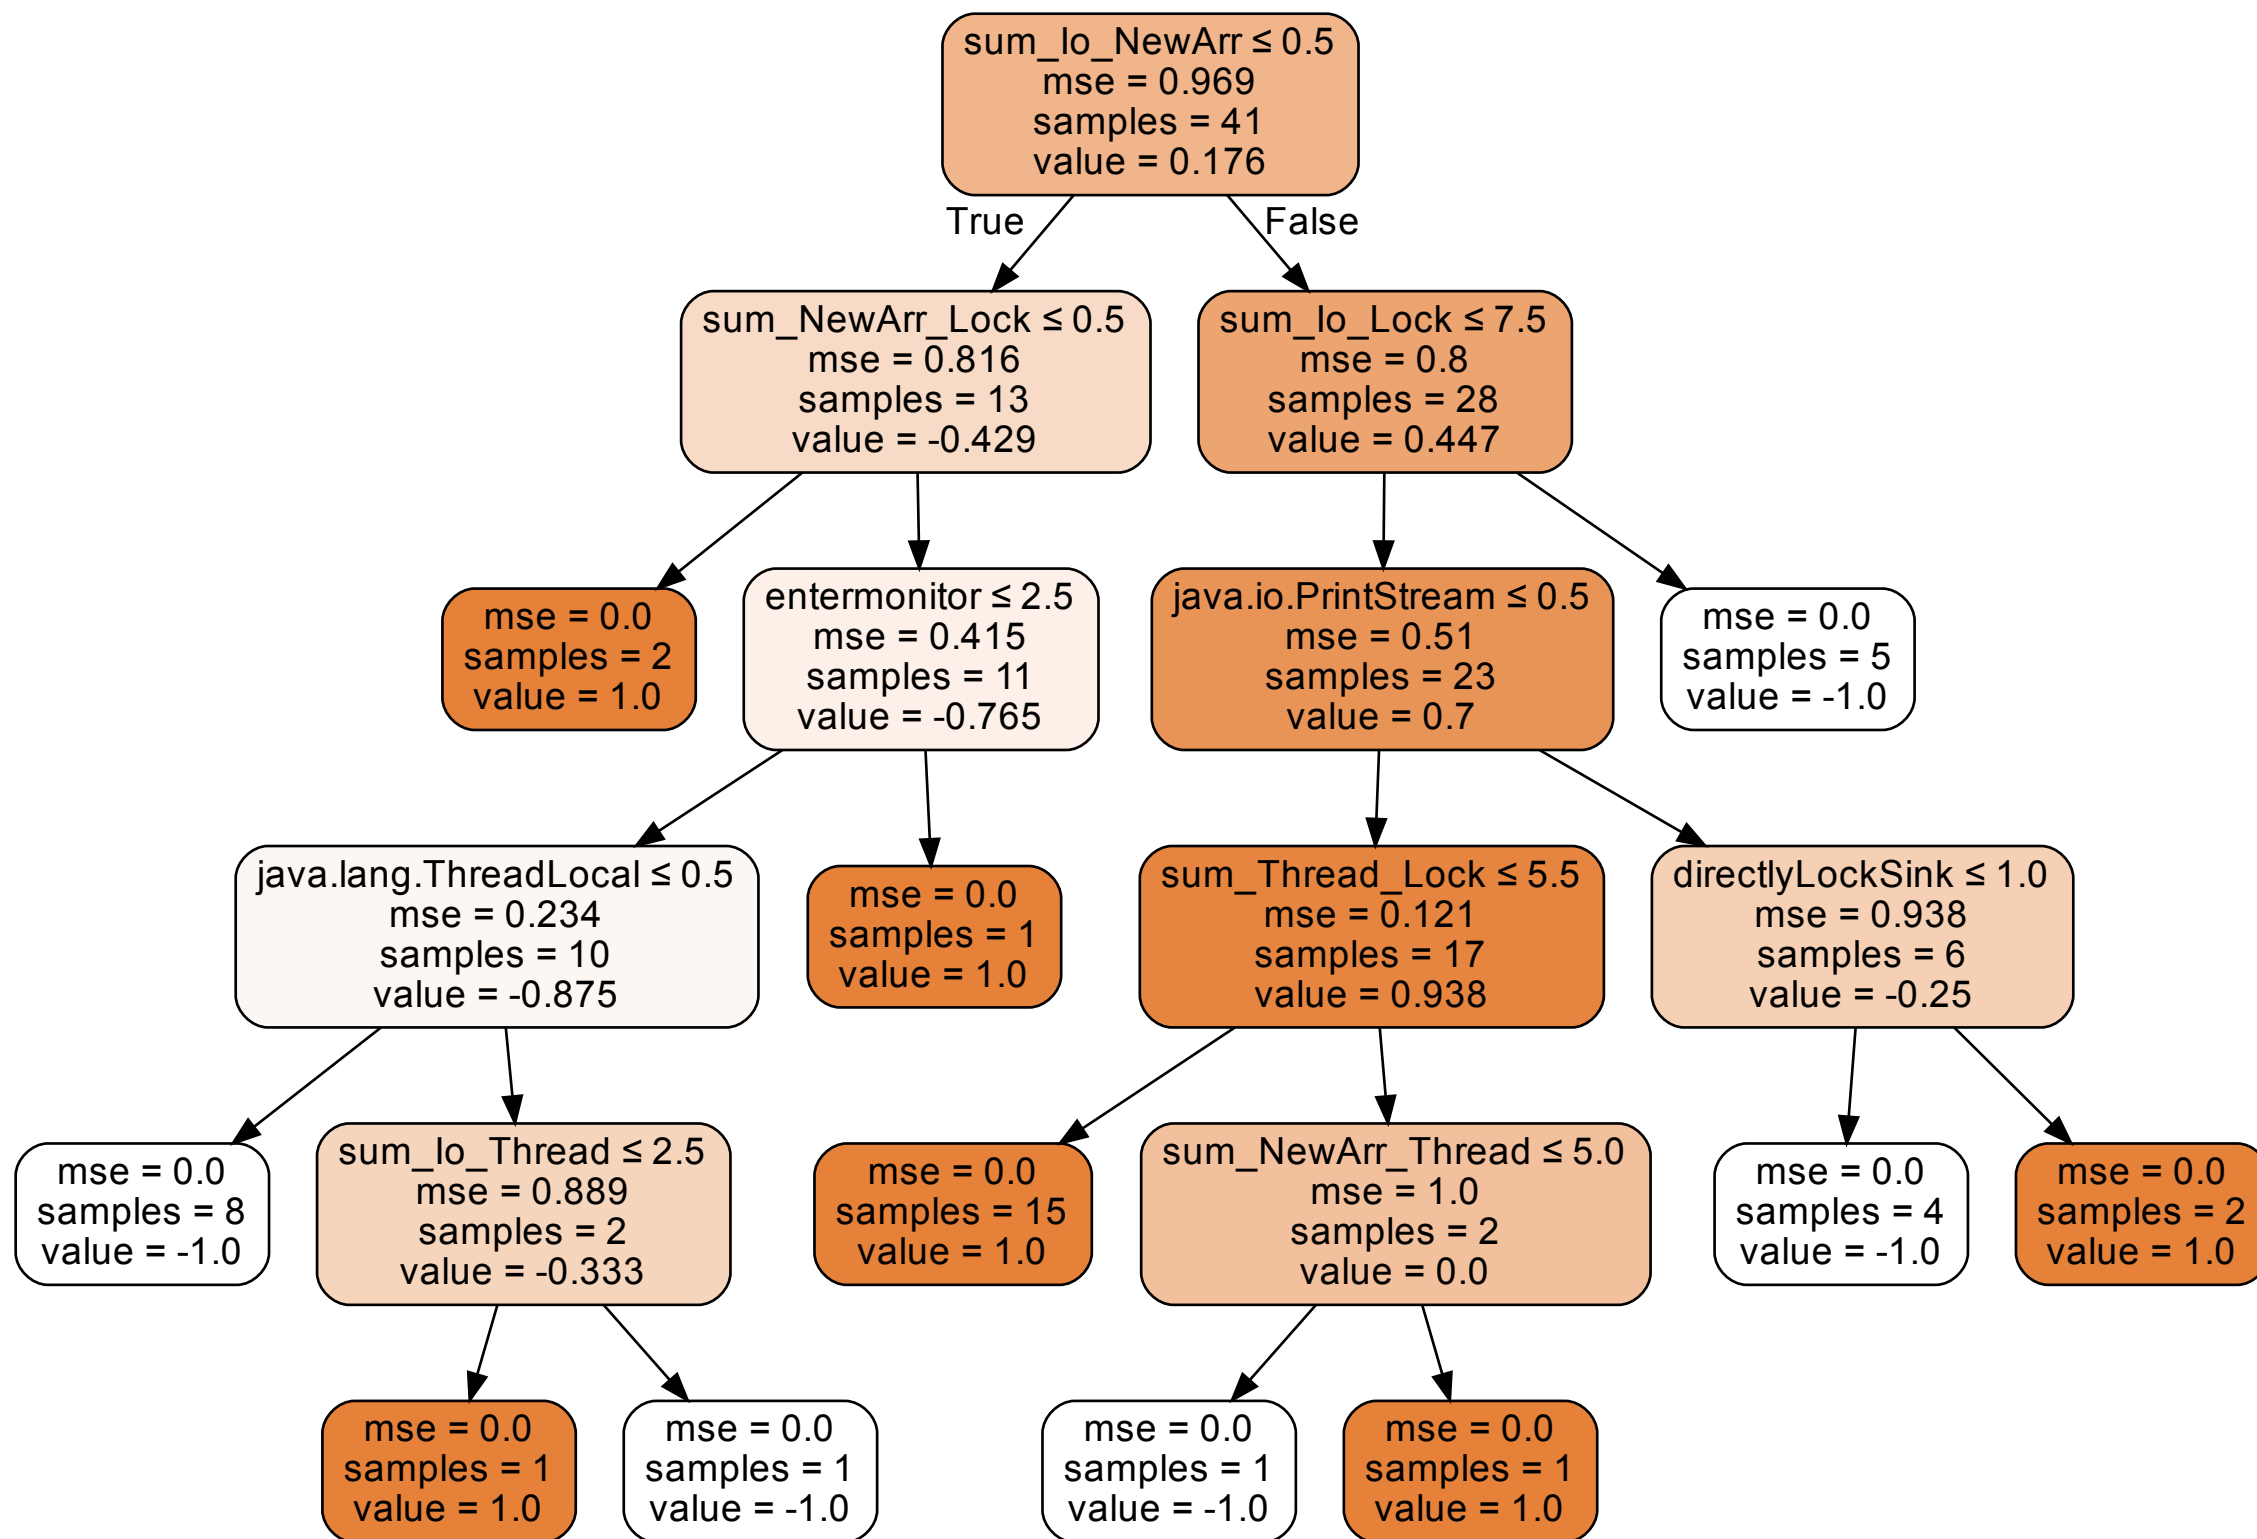 sum_Io_NewArr ≤ 0.5
mse = 0.969
samples = 41
value = 0.176
True
False
sum_NewArr_Lock ≤ 0.5
mse = 0.816
samples = 13
value = -0.429
sum_Io_Lock ≤ 7.5
mse = 0.8
samples = 28
value = 0.447
mse = 0.0
samples = 2
value = 1.0
entermonitor ≤ 2.5
mse = 0.415
samples = 11
value = -0.765
java.io.PrintStream ≤ 0.5
mse = 0.51
samples = 23
value = 0.7
mse = 0.0
samples = 5
value = -1.0
java.lang.ThreadLocal ≤ 0.5
mse = 0.234
samples = 10
value = -0.875
mse = 0.0
samples = 1
value = 1.0
sum_Thread_Lock ≤ 5.5
mse = 0.121
samples = 17
value = 0.938
directlyLockSink ≤ 1.0
mse = 0.938
samples = 6
value = -0.25
mse = 0.0
samples = 8
value = -1.0
sum_Io_Thread ≤ 2.5
mse = 0.889
samples = 2
value = -0.333
mse = 0.0
samples = 15
value = 1.0
sum_NewArr_Thread ≤ 5.0
mse = 1.0
samples = 2
value = 0.0
mse = 0.0
samples = 4
value = -1.0
mse = 0.0
samples = 2
value = 1.0
mse = 0.0
samples = 1
value = 1.0
mse = 0.0
samples = 1
value = -1.0
mse = 0.0
samples = 1
value = -1.0
mse = 0.0
samples = 1
value = 1.0